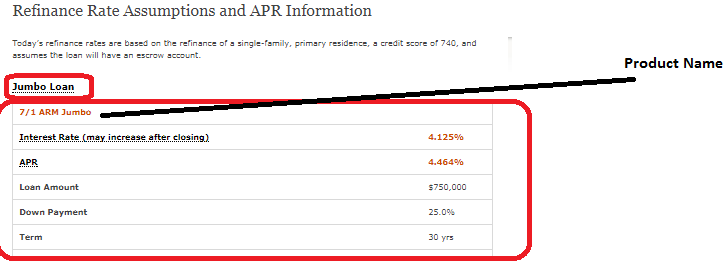 Refinance Rate Assumptions and APR Information
Today's refinance rates are based on the refinance of a single-family, primary residence, a credit score of 740, and
assumes the loan will have an escrow account.
Product Name
Jumbo Loan
7/1 ARM Jumbo
Interest Rate (may increase after closing) 4.125%
APR 4.464%
Loan Amount $750,000
Down Payment 25.0%
Term 30 yrs